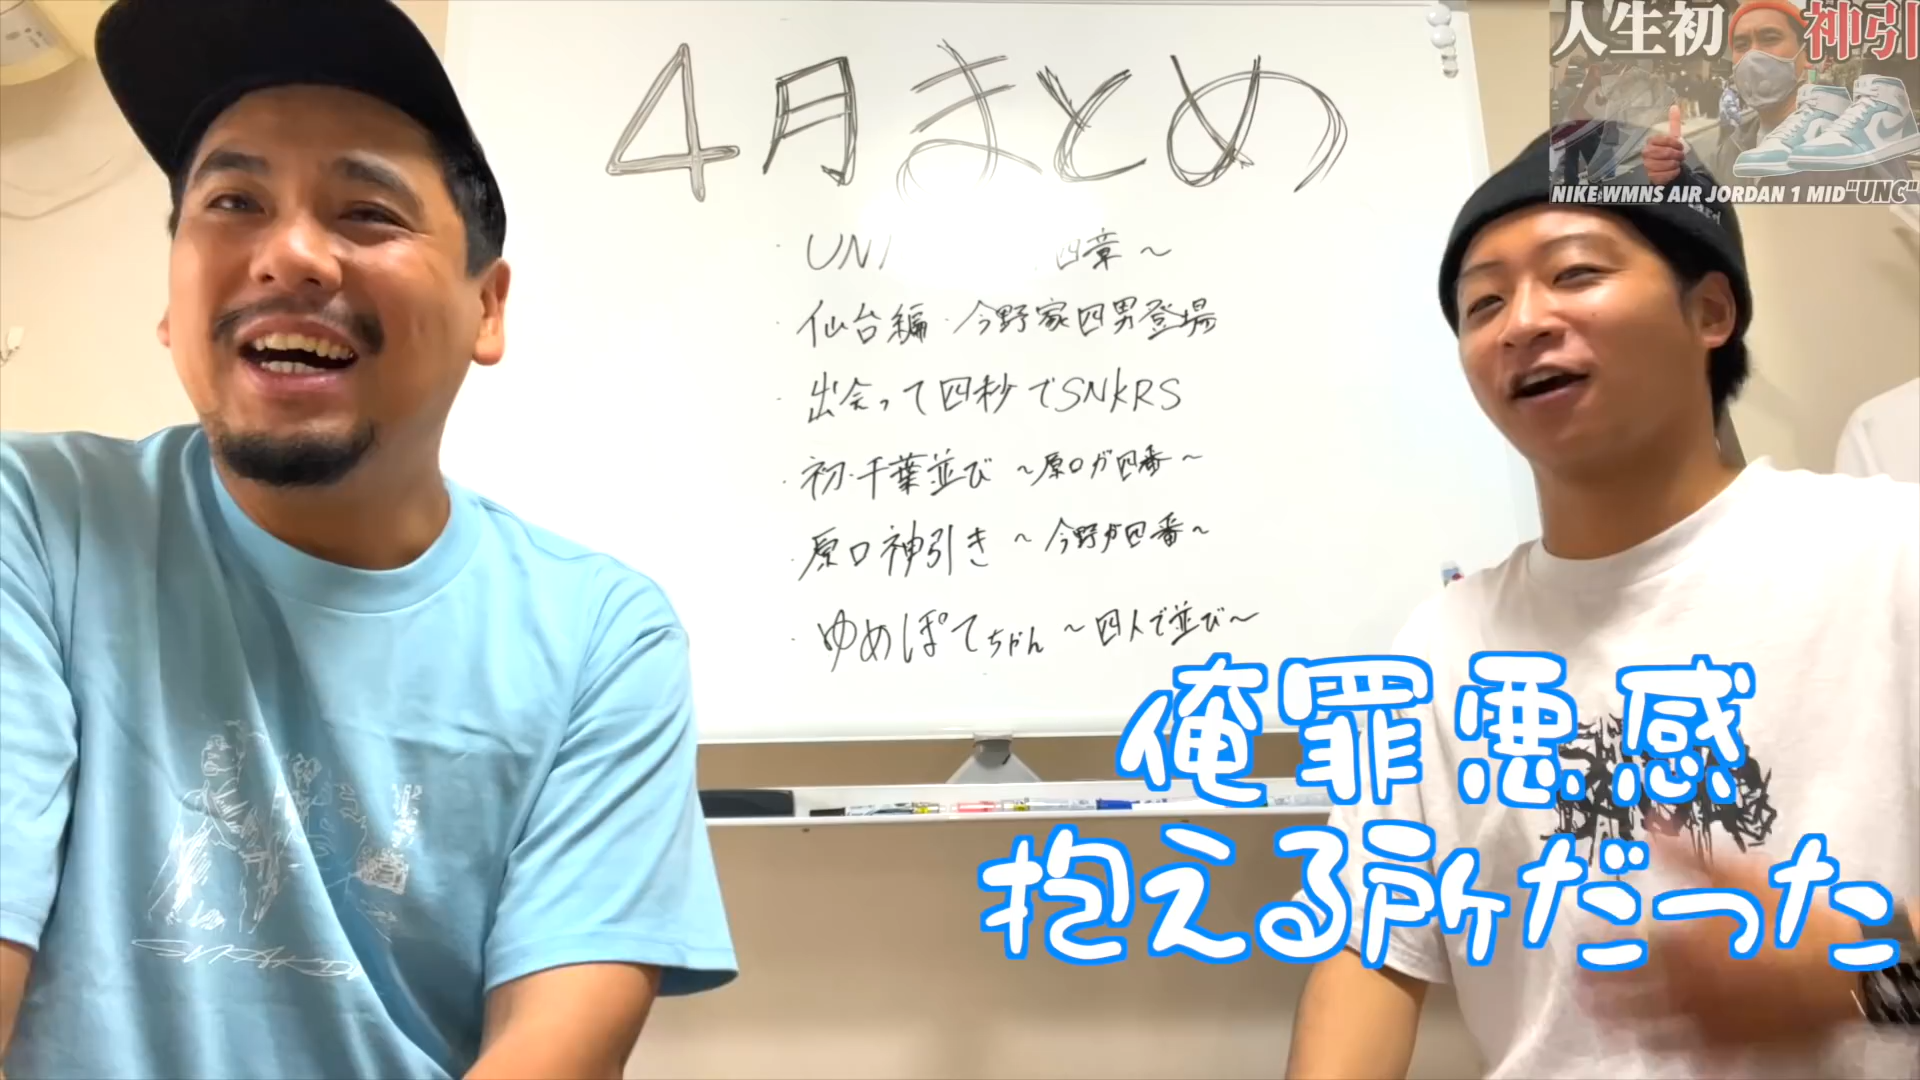 人生初 神引
NIKE WMNS AIR JORDAN 1 MID "UNC"
4月まとめ
・UN 四章～
・仙台編・今野家四男登場
・出会って四秒でSNKRS
・初・千葉並び ～原口が四番～
・原口神引き ～今野が四番～
・ゆめぽてちゃん ～四人で並び～
俺罪悪感
抱える所だった